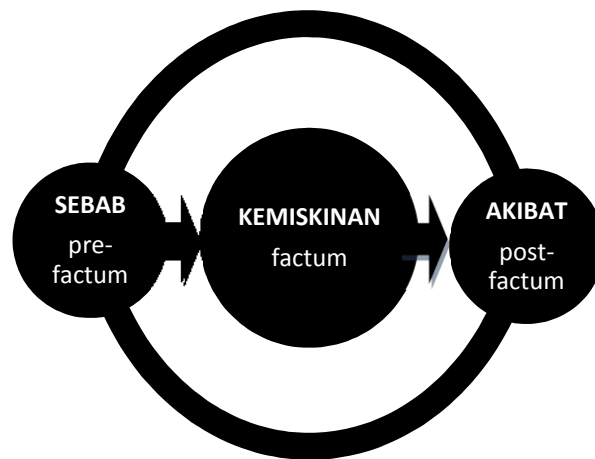 SEBAB
pre-
factum
KEMISKINAN
factum
AKIBAT
post-
factum